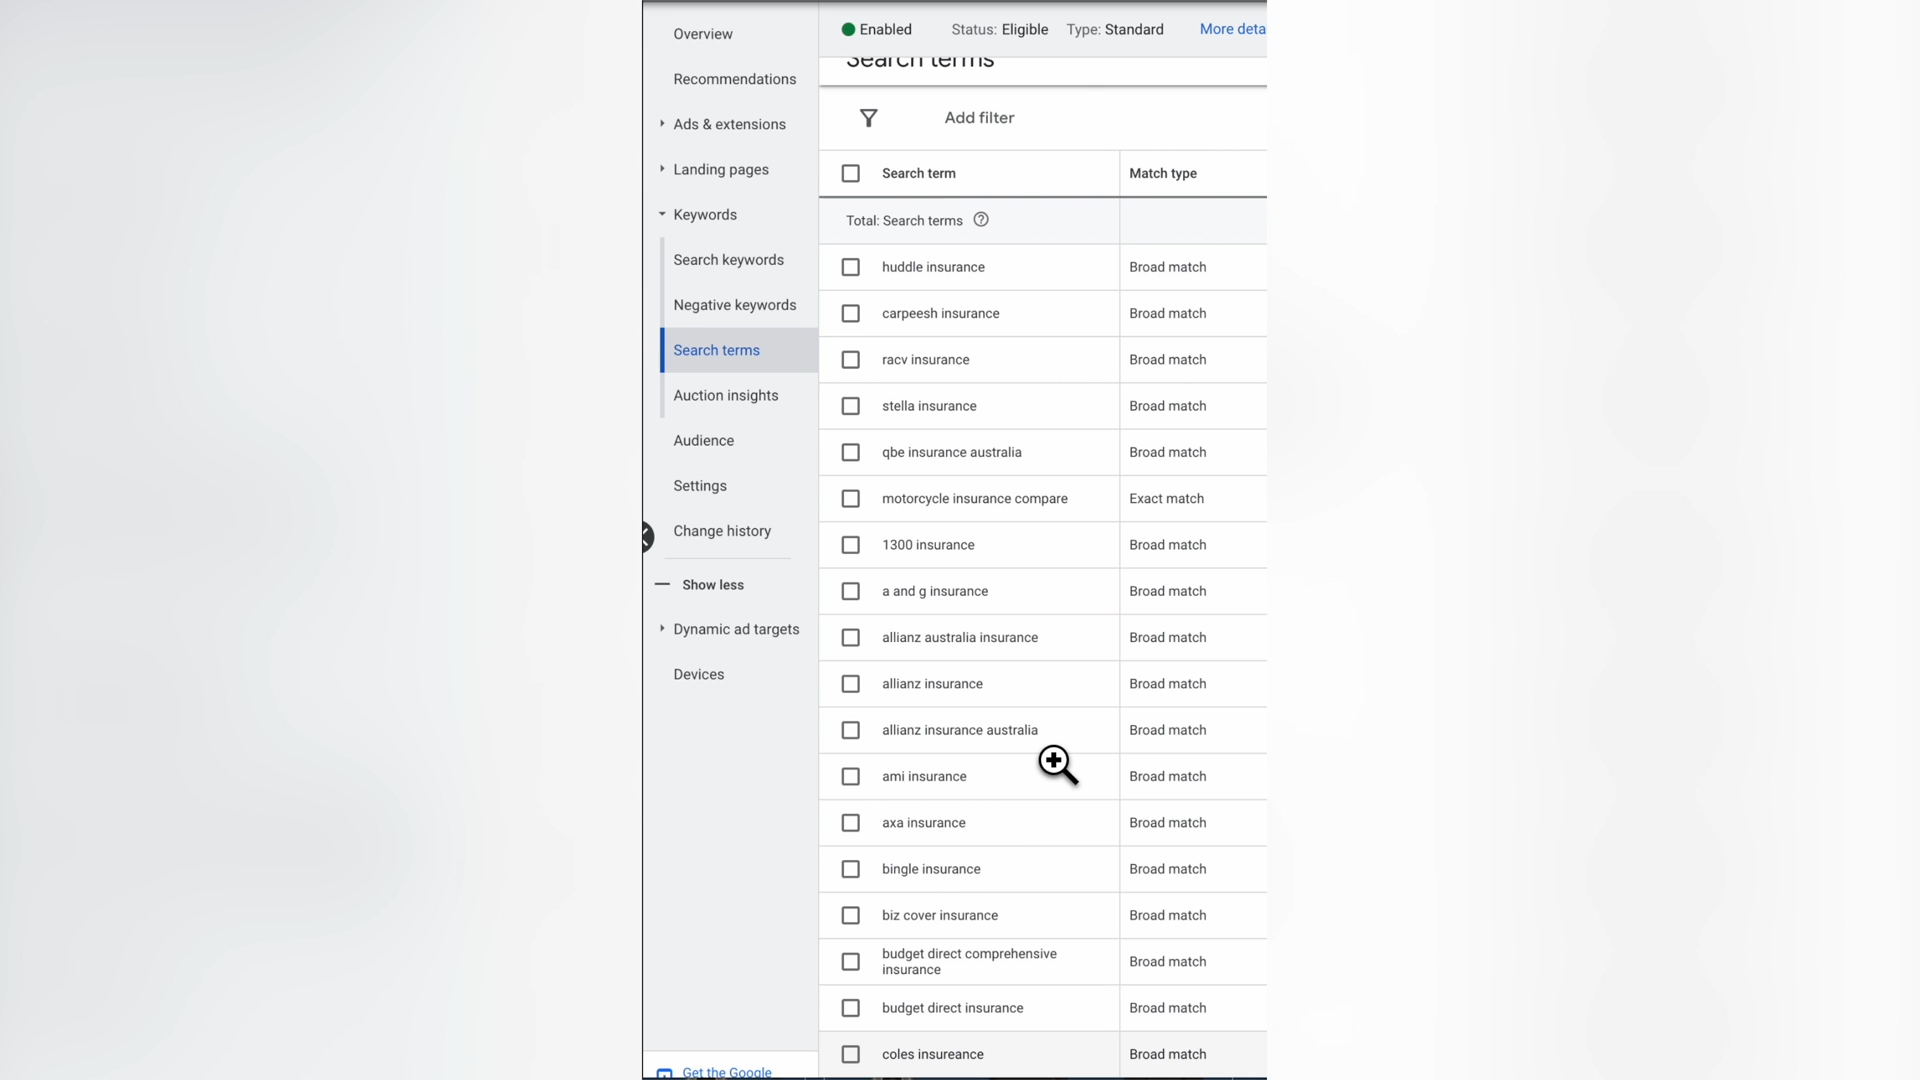 Overview
Recommendations
Ads & extensions
Landing pages
Keywords
Search keywords
Negative keywords
Search terms
Auction insights
Audience
Settings
Change history
Show less
Dynamic ad targets
Devices
Get the Google
Enabled Status: Eligible Type: Standard More deta
Search terms
Add filter
Search term Match type
Total: Search terms
huddle insurance Broad match
carpeesh insurance Broad match
racv insurance Broad match
stella insurance Broad match
qbe insurance australia Broad match
motorcycle insurance compare Exact match
1300 insurance Broad match
a and g insurance Broad match
allianz australia insurance Broad match
allianz insurance Broad match
allianz insurance australia Broad match
ami insurance Broad match
axa insurance Broad match
bingle insurance Broad match
biz cover insurance Broad match
budget direct comprehensive
insurance Broad match
budget direct insurance Broad match
coles insureance Broad match